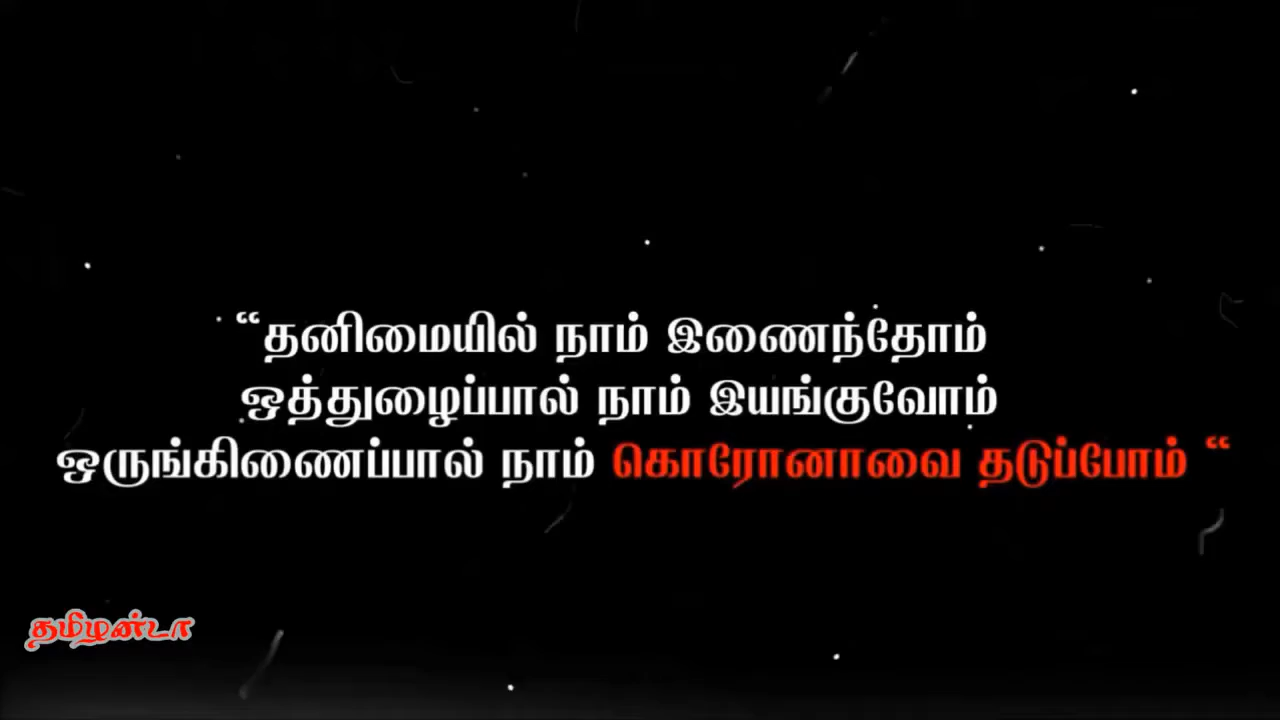 “தனிமையில் நாம் இணைந்தோம்
ஒத்துழைப்பால் நாம் இயங்குவோம்
ஒருங்கிணைப்பால் நாம் கொரோனாவை தடுப்போம் “
தமிழன்டா